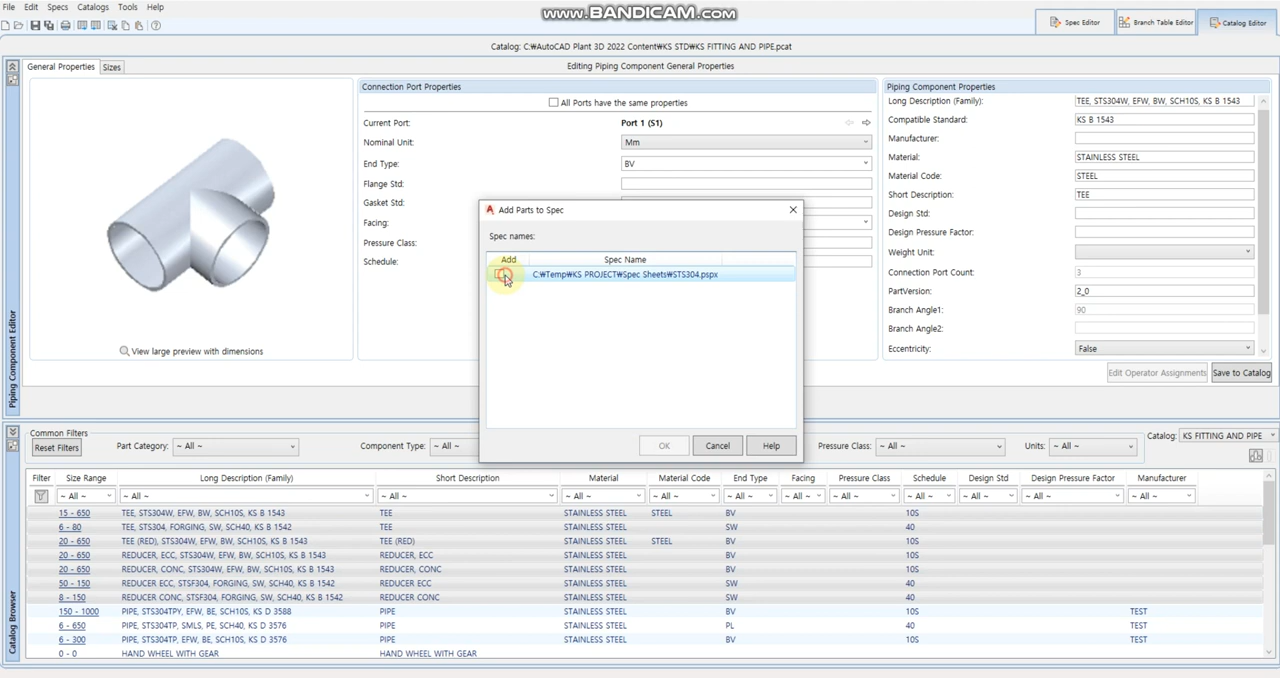 File Edit Specs Catalogs Tools Help
www.BANDICAM.com
Spec Editor
Branch Table Editor
Catalog Editor
Catalog: C:₩AutoCAD Plant 3D 2022 Content₩KS STD₩KS FITTING AND PIPE.pcat
General Properties Sizes
Editing Piping Component General Properties
Piping Component Editor
View large preview with dimensions
Connection Port Properties
All Ports have the same properties
Current Port: Port 1 (S1)
Nominal Unit: Mm
End Type: BV
Flange Std:
Gasket Std:
Facing:
Pressure Class:
Schedule:
Piping Component Properties
Long Description (Family): TEE, STS304W, EFW, BW, SCH10S, KS B 1543
Compatible Standard: KS B 1543
Manufacturer:
Material: STAINLESS STEEL
Material Code: STEEL
Short Description: TEE
Design Std:
Design Pressure Factor:
Weight Unit:
Connection Port Count: 3
PartVersion: 2_0
Branch Angle1: 90
Branch Angle2:
Eccentricity: False
Edit Operator Assignments Save to Catalog
Add Parts to Spec
Spec names:
Add Spec Name
C:₩Temp₩KS PROJECT₩Spec Sheets₩STS304.pspx
OK Cancel Help
Catalog Browser
Common Filters
Reset Filters Part Category: ~ All ~ Component Type: ~ All ~ Pressure Class: ~ All ~ Units: ~ All ~ Catalog: KS FITTING AND PIPE
Filter Size Range Long Description (Family) Short Description Material Material Code End Type Facing Pressure Class Schedule Design Std Design Pressure Factor Manufacturer
~ All ~ ~ All ~ ~ All ~ ~ All ~ ~ All ~ ~ All ~ ~ All ~ ~ All ~ ~ All ~ ~ All ~ ~ All ~ ~ All ~
15 - 650 TEE, STS304W, EFW, BW, SCH10S, KS B 1543 TEE STAINLESS STEEL STEEL BV 10S
6 - 80 TEE, STS304, FORGING, SW, SCH40, KS B 1542 TEE STAINLESS STEEL SW 40
20 - 650 TEE (RED), STS304W, EFW, BW, SCH10S, KS B 1543 TEE (RED) STAINLESS STEEL STEEL BV 10S
20 - 650 REDUCER, ECC, STS304W, EFW, BW, SCH10S, KS B 1543 REDUCER, ECC STAINLESS STEEL BV 10S
20 - 650 REDUCER, CONC, STS304W, EFW, BW, SCH10S, KS B 1543 REDUCER, CONC STAINLESS STEEL BV 10S
50 - 150 REDUCER ECC, STSF304, FORGING, SW, SCH40, KS B 1542 REDUCER ECC STAINLESS STEEL SW 40
8 - 150 REDUCER CONC, STSF304, FORGING, SW, SCH40, KS B 1542 REDUCER CONC STAINLESS STEEL SW 40
150 - 1000 PIPE, STS304TPY, EFW, BE, SCH10S, KS D 3588 PIPE STAINLESS STEEL BV 10S TEST
6 - 650 PIPE, STS304TP, SMLS, PE, SCH40, KS D 3576 PIPE STAINLESS STEEL PL 40 TEST
6 - 300 PIPE, STS304TP, EFW, BE, SCH10S, KS D 3576 PIPE STAINLESS STEEL BV 10S TEST
0 - 0 HAND WHEEL WITH GEAR HAND WHEEL WITH GEAR